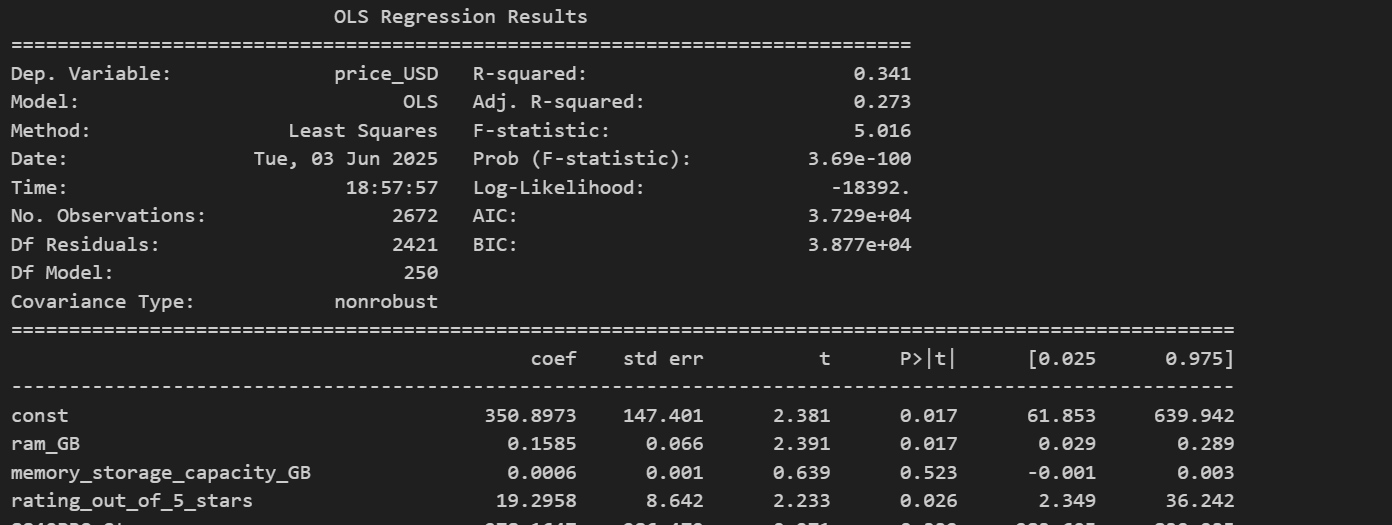 OLS Regression Results
==============================================================================
Dep. Variable: price_USD R-squared: 0.341
Model: OLS Adj. R-squared: 0.273
Method: Least Squares F-statistic: 5.016
Date: Tue, 03 Jun 2025 Prob (F-statistic): 3.69e-100
Time: 18:57:57 Log-Likelihood: -18392.
No. Observations: 2672 AIC: 3.729e+04
Df Residuals: 2421 BIC: 3.877e+04
Df Model: 250
Covariance Type: nonrobust
==========================================================================================================
coef std err t P>|t| [0.025 0.975]
----------------------------------------------------------------------------------------------------------
const 350.8973 147.401 2.381 0.017 61.853 639.942
ram_GB 0.1585 0.066 2.391 0.017 0.029 0.289
memory_storage_capacity_GB 0.0006 0.001 0.639 0.523 -0.001 0.003
rating_out_of_5_stars 19.2958 8.642 2.233 0.026 2.349 36.242